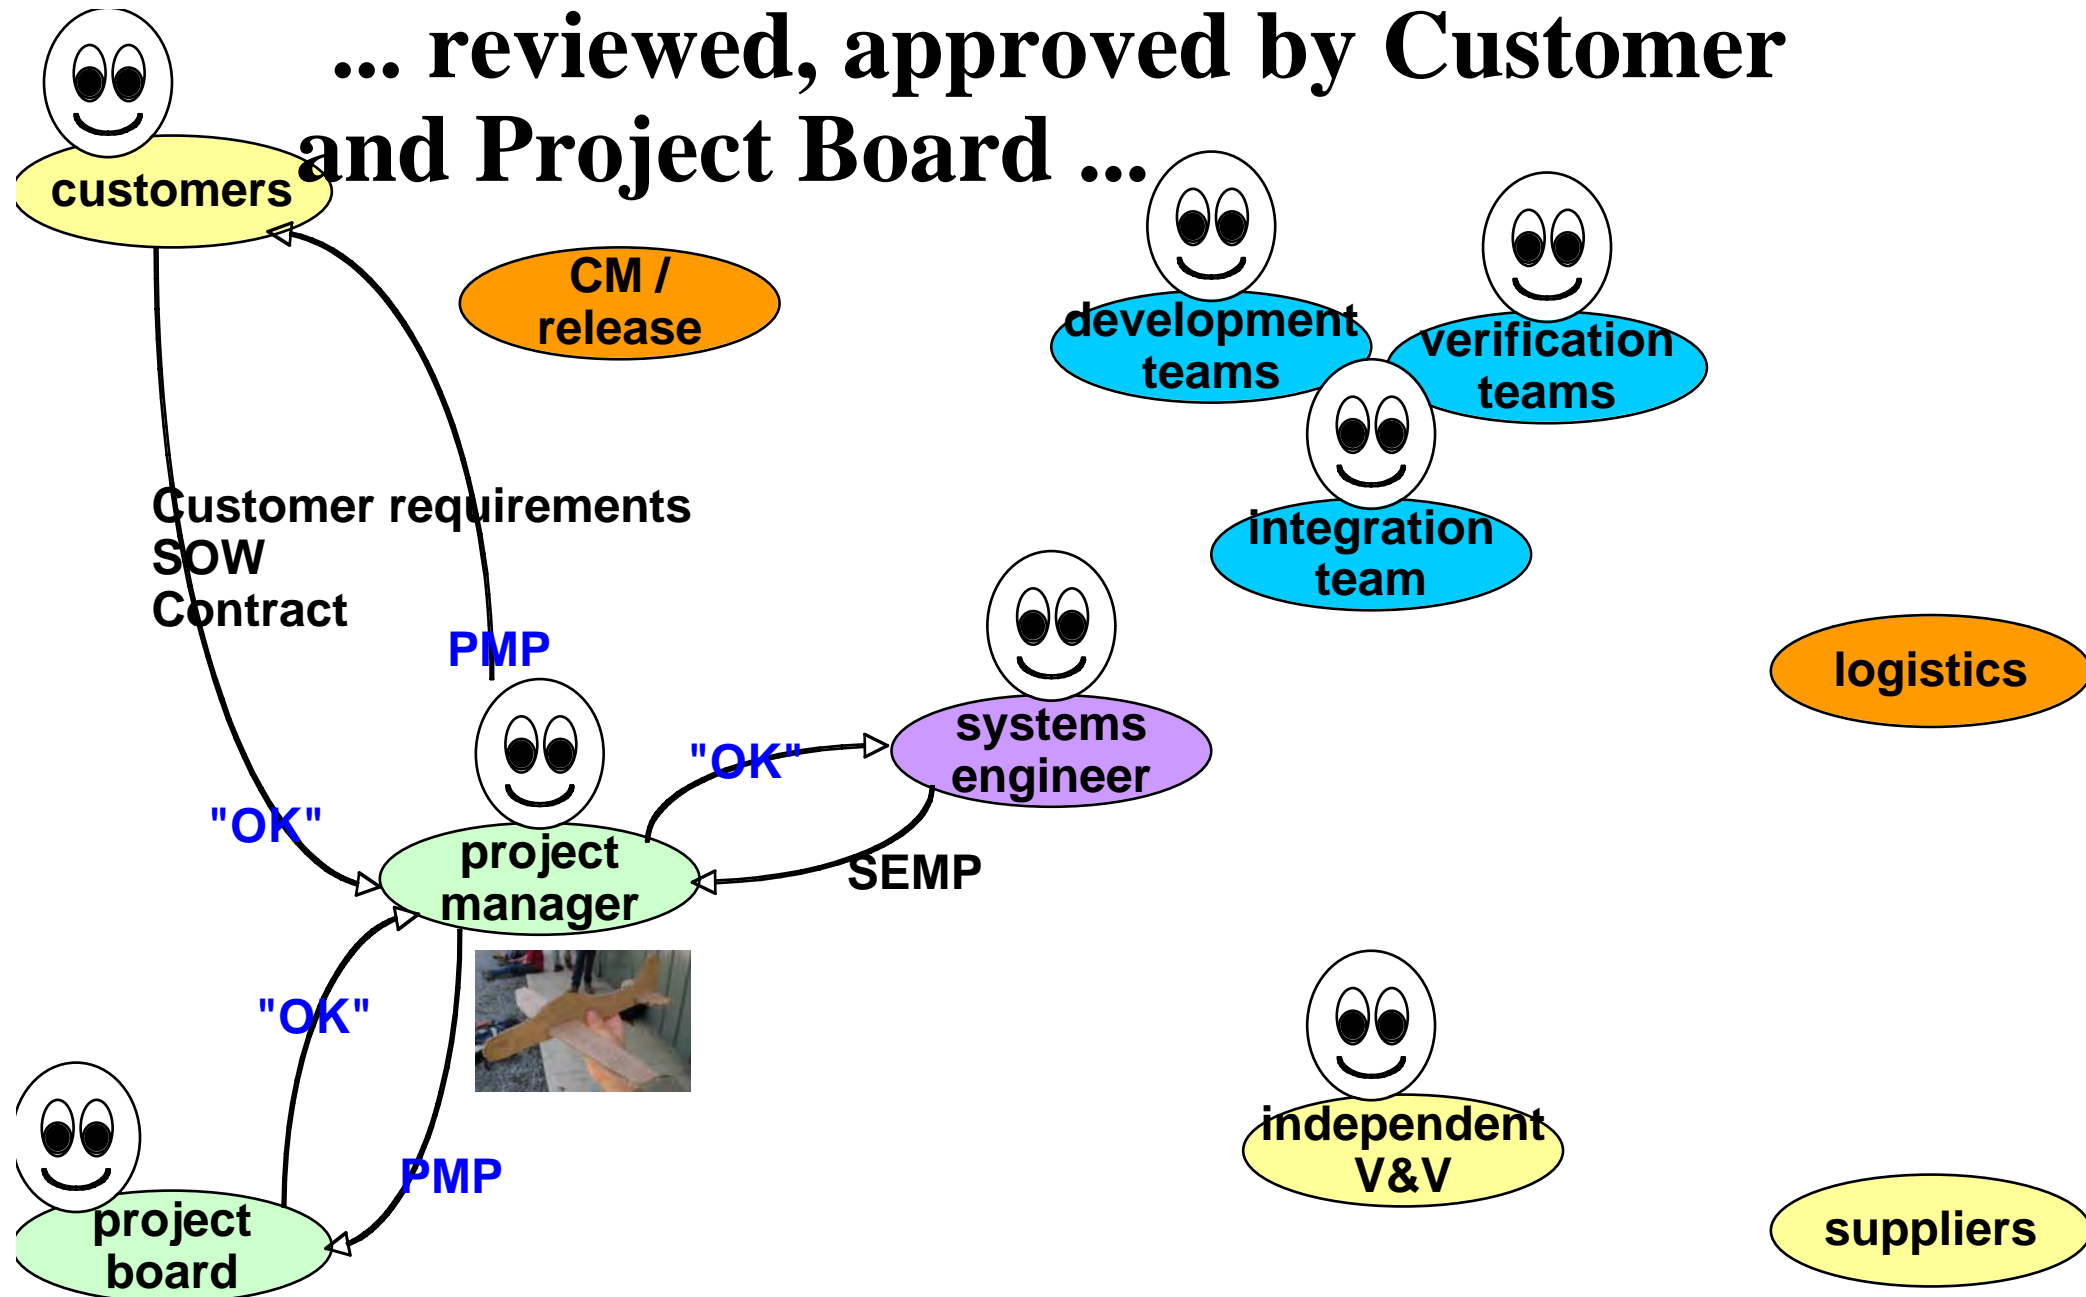 ... reviewed, approved by Customer
and Project Board ...
customers
CM /
release
development
teams
verification
teams
integration
team
Customer requirements
SOW
Contract
PMP
logistics
systems
engineer
"OK"
"OK"
project
manager
SEMP
"OK"
PMP
independent
V&V
project
board
suppliers